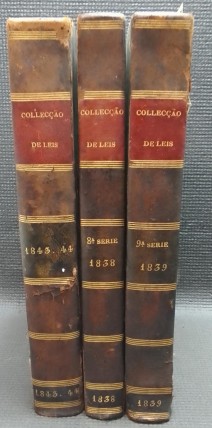 COLLECÇÃO
DE LEIS
1843.44
1843.44
COLLECÇÃO
DE LEIS
8ª SERIE
1838
1838
COLLECÇÃO
DE LEIS
9ª SERIE
1839
1839